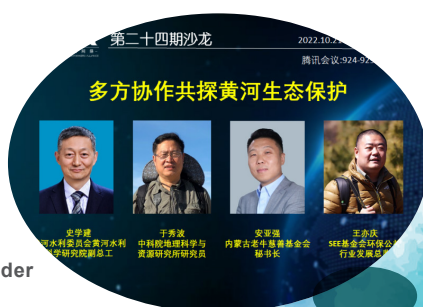 第二十四期沙龙
2022.10.2
腾讯会议:924-92
多方协作共探黄河生态保护
史学建
于秀波
安亚强
王亦庆
河水利委员会黄河水利
中科院地理科学与
内蒙古老牛慈善基金会
SEE基金会环保公
科学研究院副总工
资源研究所研究员
秘书长
行业发展总
der